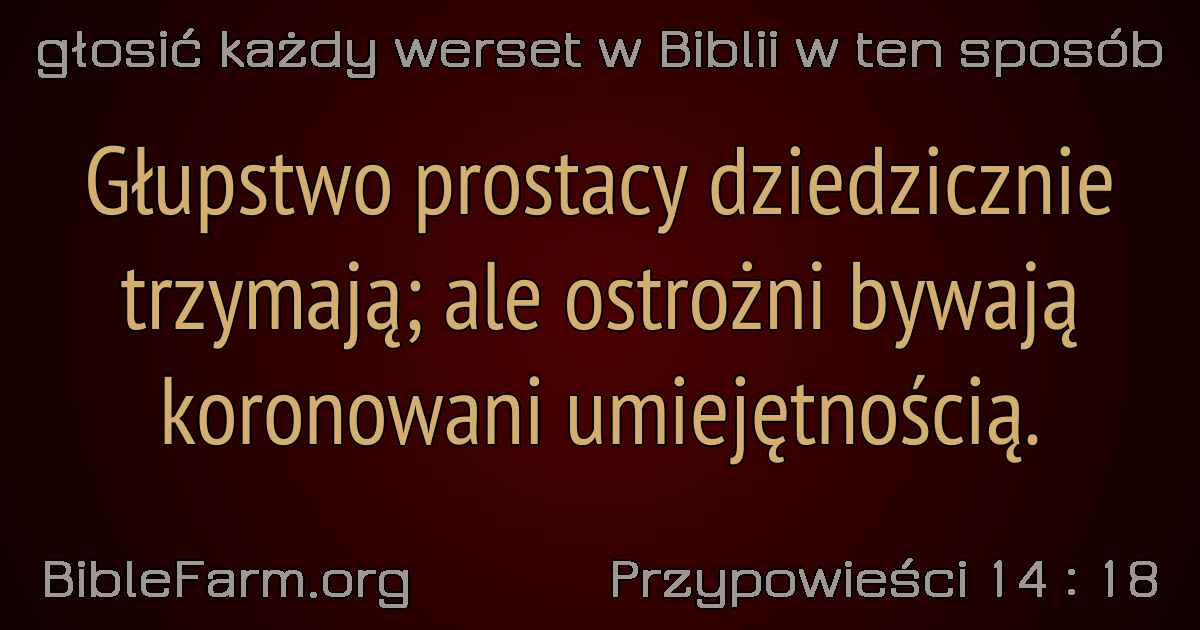 głosić każdy werset w Biblii w ten sposób
Głupstwo prostacy dziedzicznie
trzymają; ale ostrożni bywają
koronowani umiejętnością.
BibleFarm.org
Przypowieści 14 : 18